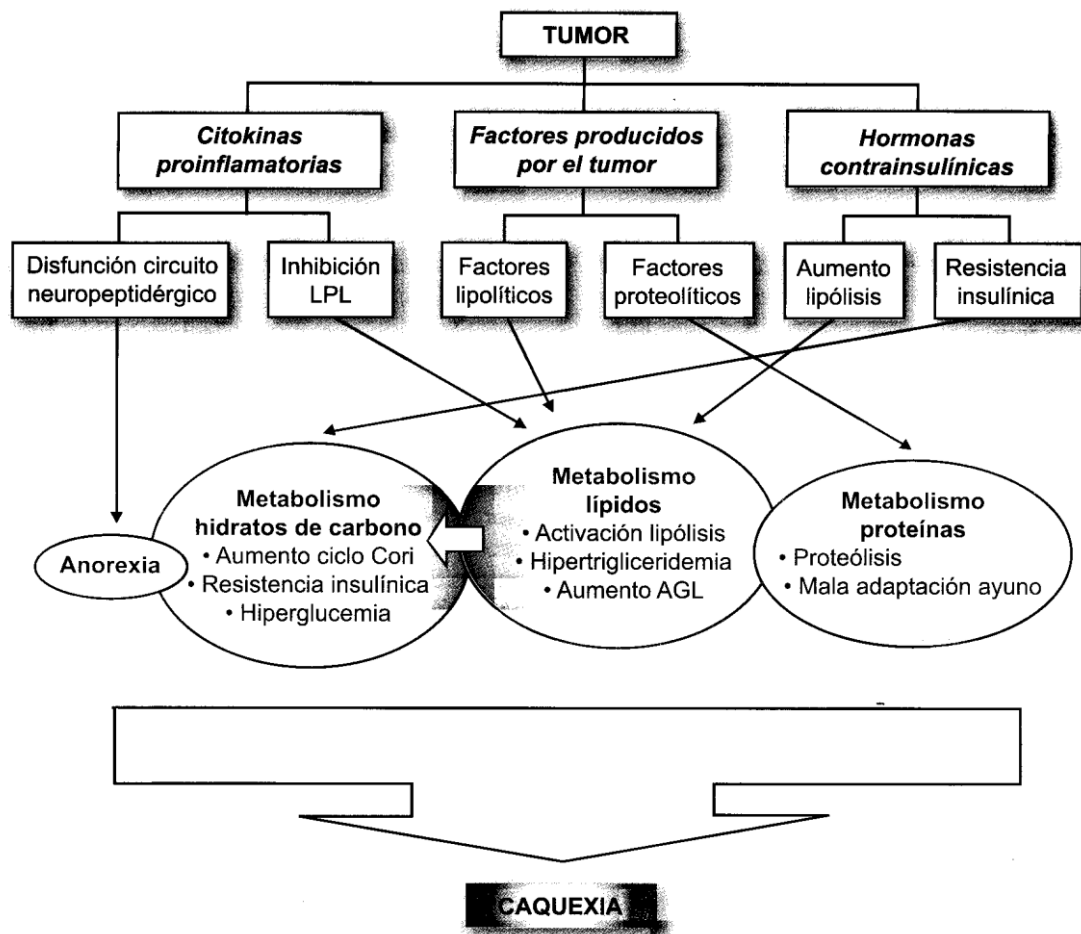 TUMOR
Citokinas
proinflamatorias
Factores producidos
por el tumor
Hormonas
contrainsulínicas
Disfunción circuito
neuropeptidérgico
Inhibición
LPL
Factores
lipolíticos
Factores
proteolíticos
Aumento
lipólisis
Resistencia
insulínica
Anorexia
Metabolismo
hidratos de carbono
• Aumento ciclo Cori
• Resistencia insulínica
• Hiperglucemia
Metabolismo
lípidos
• Activación lipólisis
• Hipertrigliceridemia
• Aumento AGL
Metabolismo
proteínas
• Proteólisis
• Mala adaptación ayuno
CAQUEXIA